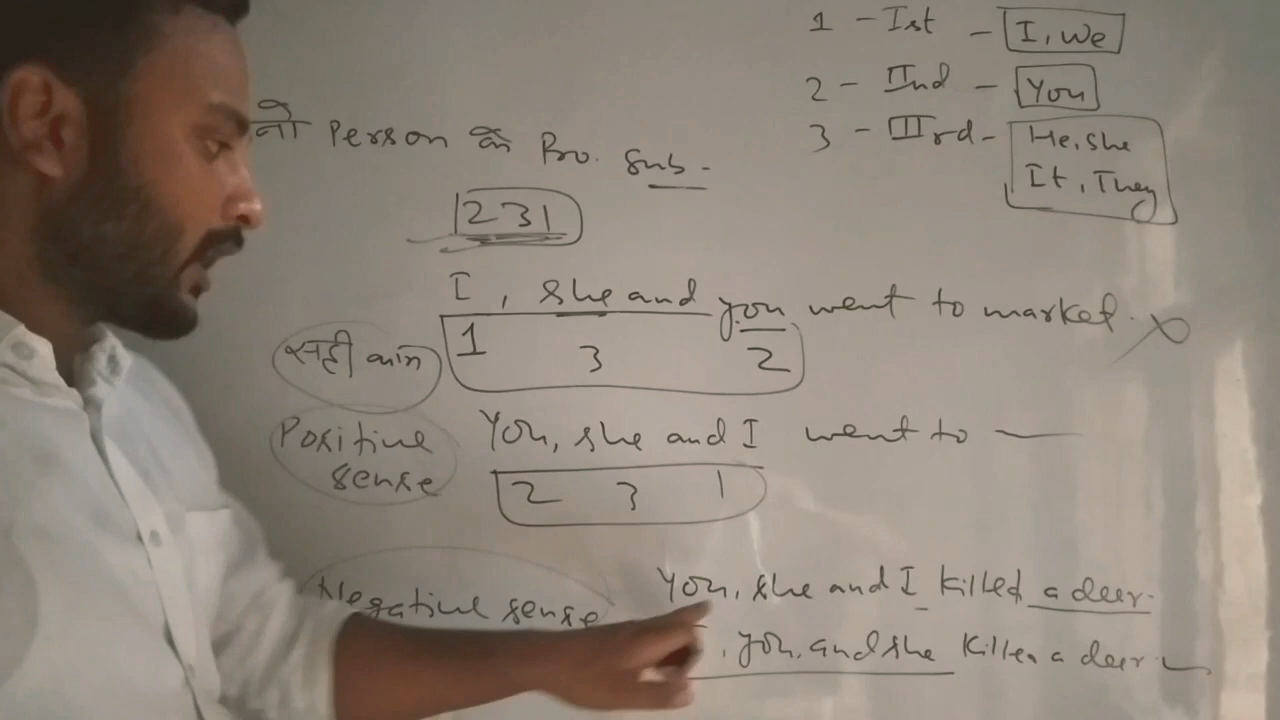 1 - Ist - I, we
2 - IInd - You
3 - IIIrd - He, she
It, They
Person के Pro. sub-
231
I, she and you went to market.
सही काम 1 3 2
Positive You, she and I went to
sense 2 3 1
Negative sense You, she and I killed a deer.
, you, and she killed a deer